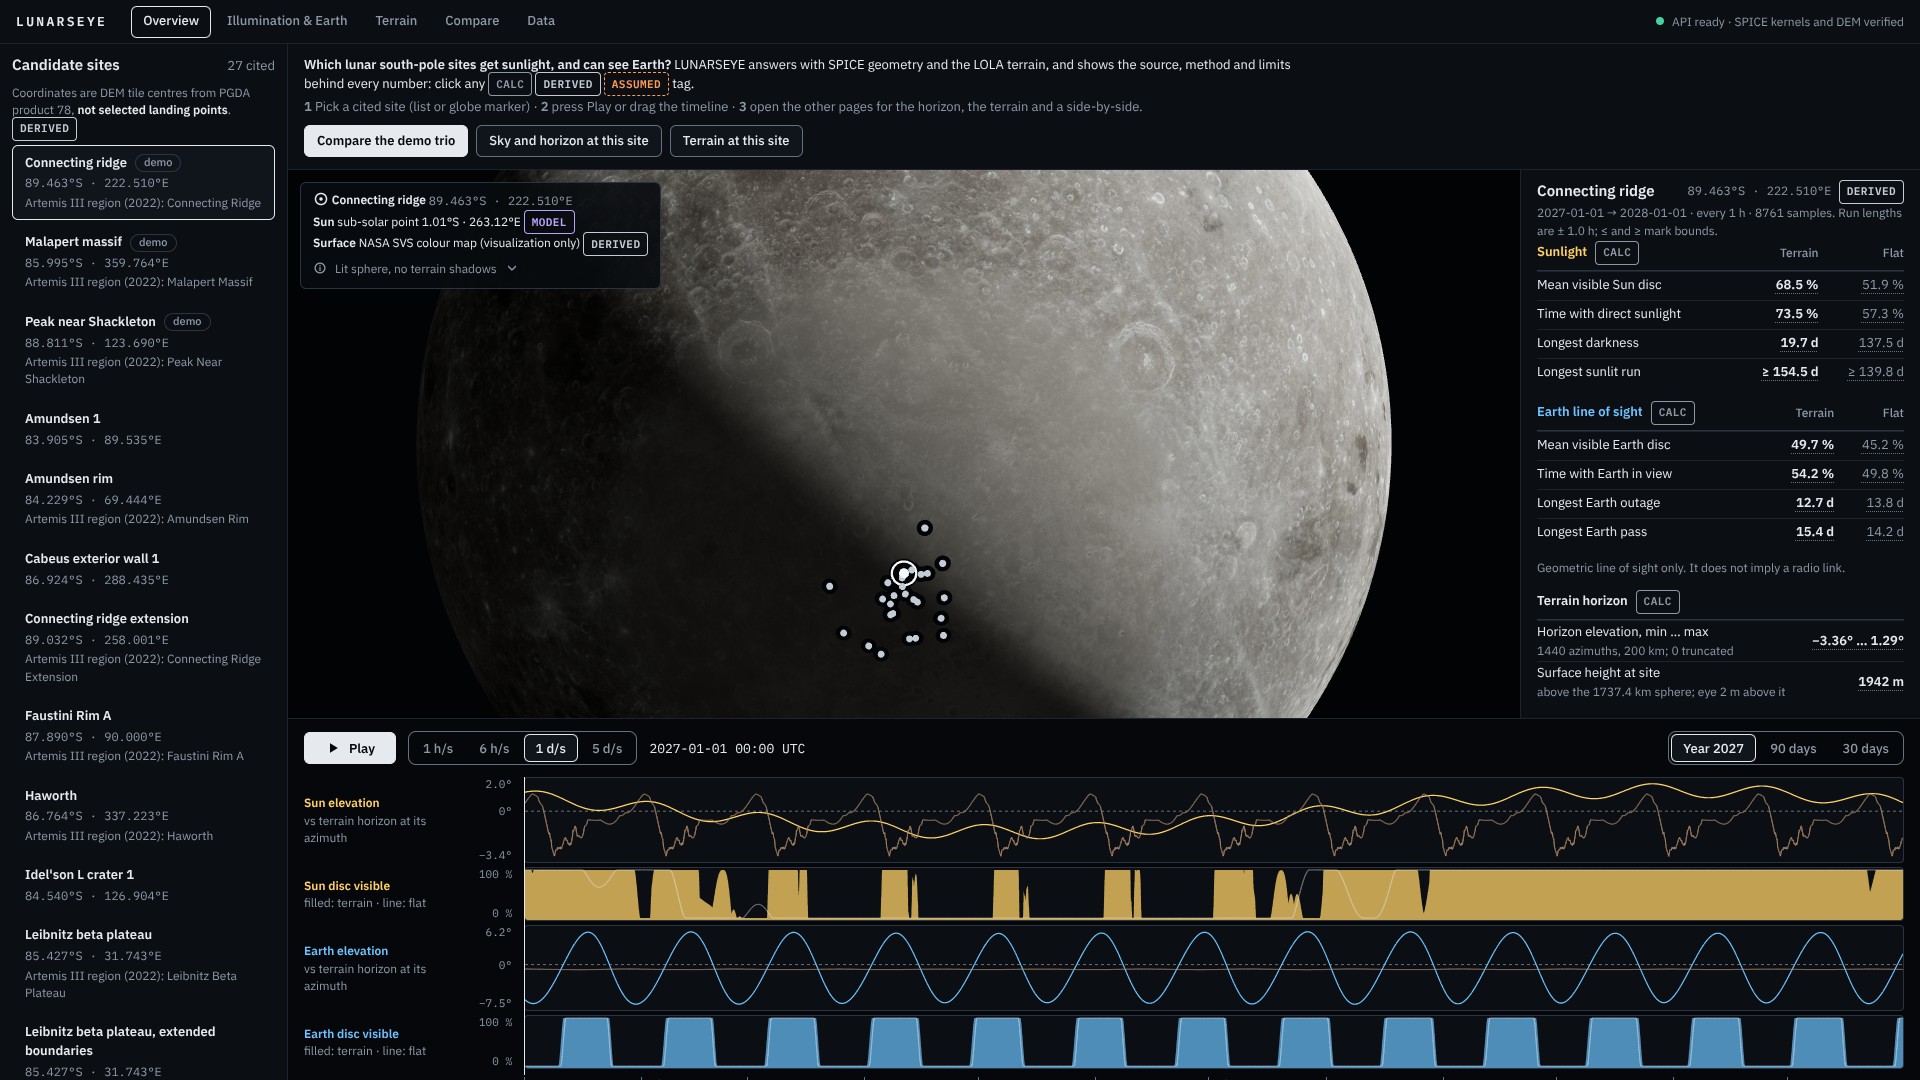 LUNARSEYE
Overview
Illumination & Earth
Terrain
Compare
Data
API ready · SPICE kernels and DEM verified
Candidate sites
27 cited
Coordinates are DEM tile centres from PGDA
product 78, not selected landing points.
DERIVED
Connecting ridge demo
89.463°S · 222.510°E
Artemis III region (2022): Connecting Ridge
Malapert massif demo
85.995°S · 359.764°E
Artemis III region (2022): Malapert Massif
Peak near Shackleton demo
88.811°S · 123.690°E
Artemis III region (2022): Peak Near
Shackleton
Amundsen 1
83.905°S · 89.535°E
Amundsen rim
84.229°S · 69.444°E
Artemis III region (2022): Amundsen Rim
Cabeus exterior wall 1
86.924°S · 288.435°E
Connecting ridge extension
89.032°S · 258.001°E
Artemis III region (2022): Connecting Ridge
Extension
Faustini Rim A
87.890°S · 90.000°E
Artemis III region (2022): Faustini Rim A
Haworth
86.764°S · 337.223°E
Artemis III region (2022): Haworth
Idel'son L crater 1
84.540°S · 126.904°E
Leibnitz beta plateau
85.427°S · 31.743°E
Artemis III region (2022): Leibnitz Beta
Plateau
Leibnitz beta plateau, extended
boundaries
85.427°S · 31.743°E
Which lunar south-pole sites get sunlight, and can see Earth? LUNARSEYE answers with SPICE geometry and the LOLA terrain, and shows the source, method and limits
behind every number: click any CALC DERIVED ASSUMED tag.
1 Pick a cited site (list or globe marker) · 2 press Play or drag the timeline · 3 open the other pages for the horizon, the terrain and a side-by-side.
Compare the demo trio
Sky and horizon at this site
Terrain at this site
Connecting ridge 89.463°S · 222.510°E
Sun sub-solar point 1.01°S · 263.12°E MODEL
Surface NASA SVS colour map (visualization only) DERIVED
Lit sphere, no terrain shadows
Connecting ridge 89.463°S · 222.510°E DERIVED
2027-01-01 → 2028-01-01 · every 1 h · 8761 samples. Run lengths
are ± 1.0 h; ≤ and ≥ mark bounds.
Sunlight CALC Terrain Flat
Mean visible Sun disc 68.5 % 51.9 %
Time with direct sunlight 73.5 % 57.3 %
Longest darkness 19.7 d 137.5 d
Longest sunlit run ≥ 154.5 d ≥ 139.8 d
Earth line of sight CALC Terrain Flat
Mean visible Earth disc 49.7 % 45.2 %
Time with Earth in view 54.2 % 49.8 %
Longest Earth outage 12.7 d 13.8 d
Longest Earth pass 15.4 d 14.2 d
Geometric line of sight only. It does not imply a radio link.
Terrain horizon CALC
Horizon elevation, min … max −3.36° … 1.29°
1440 azimuths, 200 km; 0 truncated
Surface height at site 1942 m
above the 1737.4 km sphere; eye 2 m above it
Play
1 h/s
6 h/s
1 d/s
5 d/s
2027-01-01 00:00 UTC
Year 2027
90 days
30 days
Sun elevation
vs terrain horizon at its
azimuth
2.0°
0°
−3.4°
Sun disc visible
filled: terrain · line: flat
100 %
0 %
Earth elevation
vs terrain horizon at its
azimuth
6.2°
0°
−7.5°
Earth disc visible
filled: terrain · line: flat
100 %
0 %